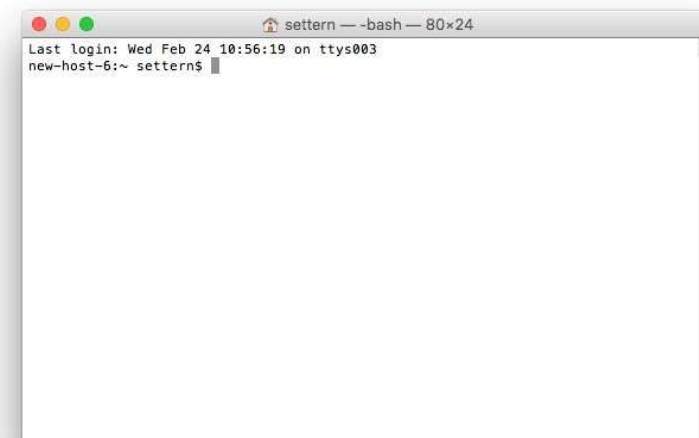 settern — -bash — 80×24
Last login: Wed Feb 24 10:56:19 on ttys003
new-host-6:~ settern$